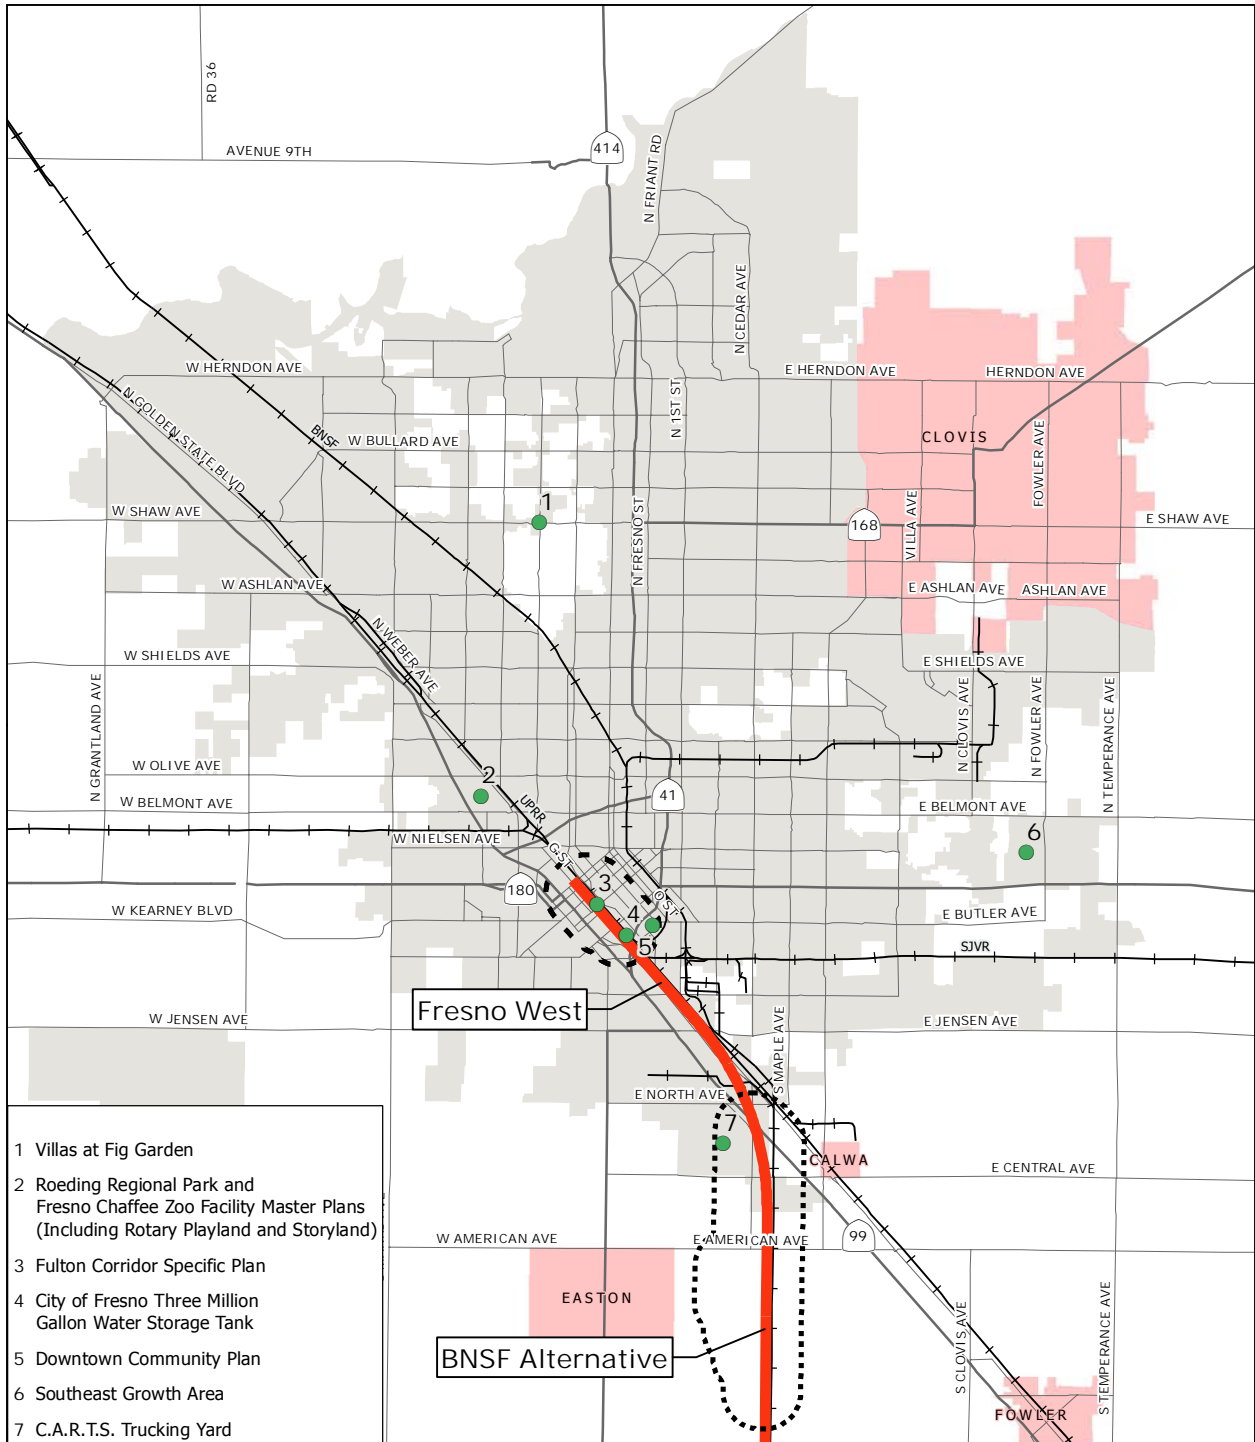 RD 36
AVENUE 9TH
414
N FRIANT RD
N CEDAR AVE
W HERNDON AVE
E HERNDON AVE
HERNDON AVE
N GOLDEN STATE BLVD
BNSF
W BULLARD AVE
N 1ST ST
CLOVIS
FOWLER AVE
1
W SHAW AVE
N FRESNO ST
168
VILLA AVE
E SHAW AVE
W ASHLAN AVE
E ASHLAN AVE
ASHLAN AVE
N WEBER AVE
W SHIELDS AVE
E SHIELDS AVE
N GRANTLAND AVE
N CLOVIS AVE
N FOWLER AVE
N TEMPERANCE AVE
W OLIVE AVE
2
W BELMONT AVE
UPRR
41
E BELMONT AVE
6
W NIELSEN AVE
G ST
180
3
O ST
W KEARNEY BLVD
4
E BUTLER AVE
5
SJVR
Fresno West
W JENSEN AVE
S MAPLE AVE
E JENSEN AVE
E NORTH AVE
7
CALWA
E CENTRAL AVE
W AMERICAN AVE
E AMERICAN AVE
99
EASTON
BNSF Alternative
S CLOVIS AVE
S TEMPERANCE AVE
FOWLER
1 Villas at Fig Garden
2 Roeding Regional Park and
Fresno Chaffee Zoo Facility Master Plans
(Including Rotary Playland and Storyland)
3 Fulton Corridor Specific Plan
4 City of Fresno Three Million
Gallon Water Storage Tank
5 Downtown Community Plan
6 Southeast Growth Area
7 C.A.R.T.S. Trucking Yard